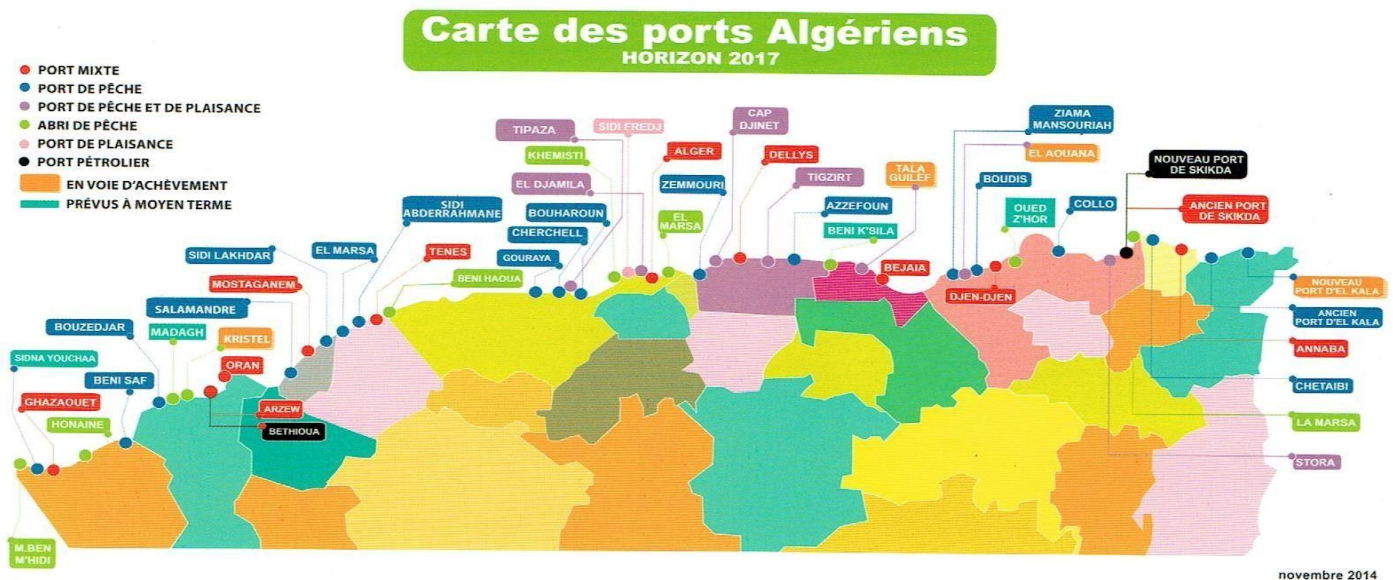 Carte des ports Algériens
HORIZON 2017
PORT MIXTE
PORT DE PÊCHE
PORT DE PÊCHE ET DE PLAISANCE
ABRI DE PÊCHE
PORT DE PLAISANCE
PORT PÉTROLIER
EN VOIE D'ACHÈVEMENT
PRÉVUS À MOYEN TERME
SIDNA YOUCHAA
GHAZAOUET
HONAINE
M.BEN
M'HIDI
BENI SAF
BOUZEDJAR
MADAGH
KRISTEL
ORAN
ARZEW
BETHIOUA
SALAMANDRE
MOSTAGANEM
SIDI LAKHDAR
EL MARSA
SIDI
ABDERRAHMANE
TENES
BENI HAOUA
GOURAYA
CHERCHELL
BOUHAROUN
EL DJAMILA
KHEMISTI
TIPAZA
SIDI FREDJ
ALGER
EL
MARSA
ZEMMOURI
CAP
DJINET
DELLYS
TIGZIRT
AZZEFOUN
BENI K'SILA
TALA
GUILEF
BEJAIA
ZIAMA
MANSOURIAH
EL AOUANA
BOUDIS
DJEN-DJEN
OUED
Z'HOR
COLLO
NOUVEAU PORT
DE SKIKDA
ANCIEN PORT
DE SKIKDA
NOUVEAU
PORT D'EL KALA
ANCIEN
PORT D'EL KALA
ANNABA
CHETAIBI
LA MARSA
STORA
novembre 2014